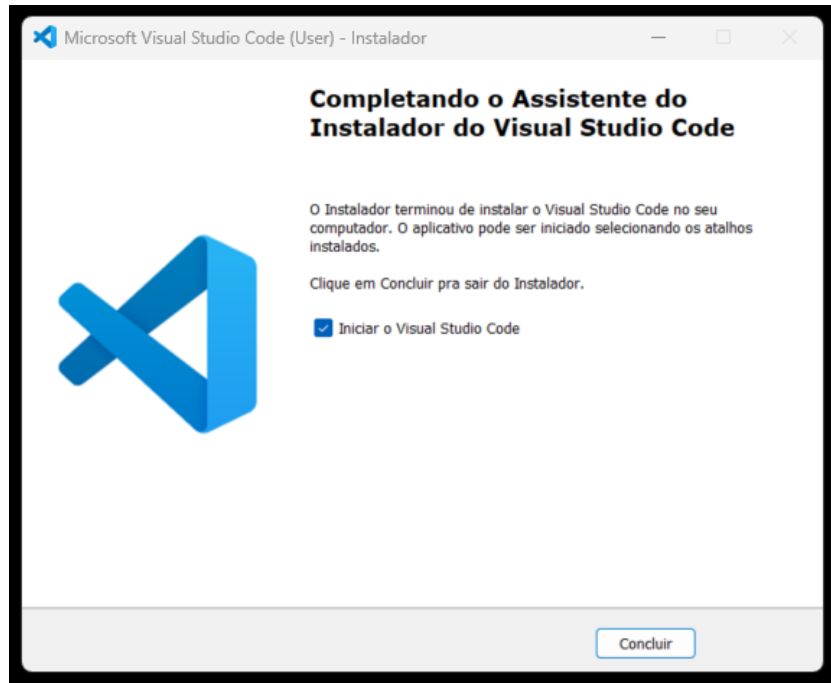 Microsoft Visual Studio Code (User) - Instalador
Completando o Assistente do
Instalador do Visual Studio Code
O Instalador terminou de instalar o Visual Studio Code no seu
computador. O aplicativo pode ser iniciado selecionando os atalhos
instalados.
Clique em Concluir pra sair do Instalador.
Iniciar o Visual Studio Code
Concluir